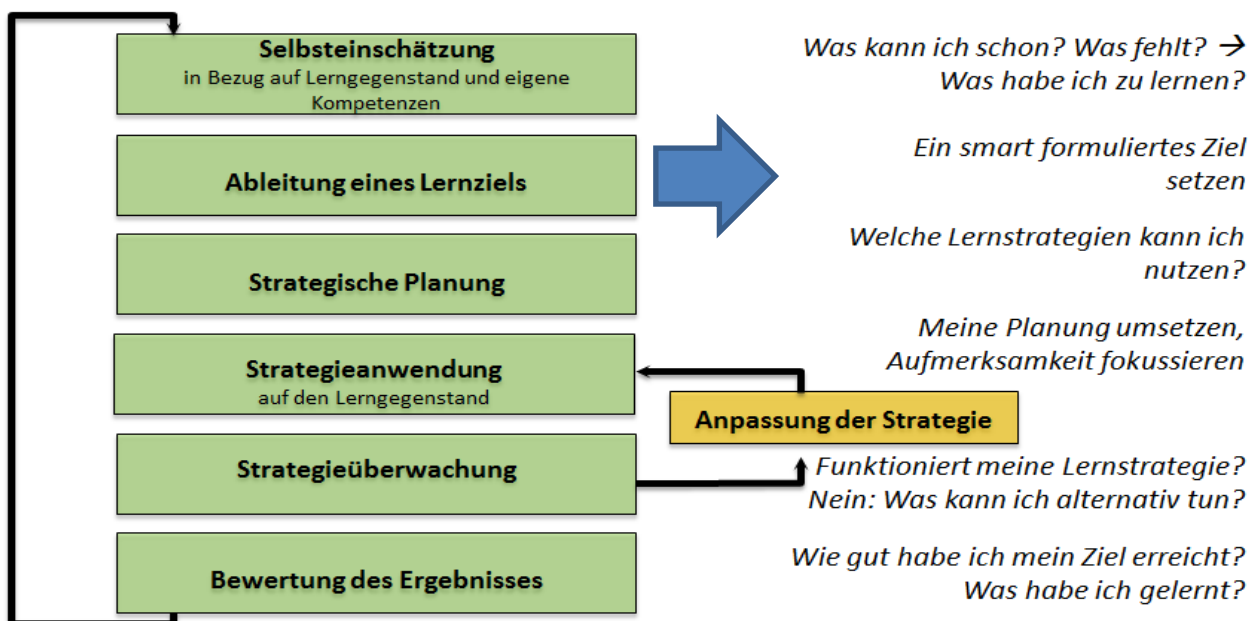 Selbsteinschätzung
in Bezug auf Lerngegenstand und eigene
Kompetenzen
Was kann ich schon? Was fehlt? →
Was habe ich zu lernen?
Ableitung eines Lernziels
Ein smart formuliertes Ziel
setzen
Strategische Planung
Welche Lernstrategien kann ich
nutzen?
Strategieanwendung
auf den Lerngegenstand
Meine Planung umsetzen,
Aufmerksamkeit fokussieren
Anpassung der Strategie
Strategieüberwachung
Funktioniert meine Lernstrategie?
Nein: Was kann ich alternativ tun?
Bewertung des Ergebnisses
Wie gut habe ich mein Ziel erreicht?
Was habe ich gelernt?